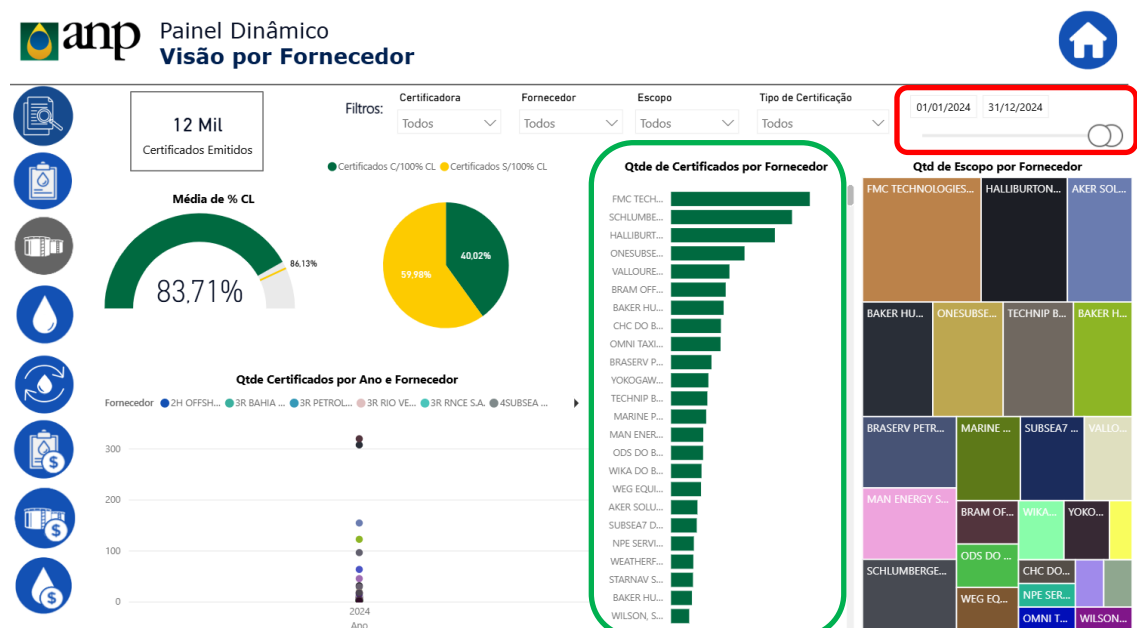 anp
Painel Dinâmico
Visão por Fornecedor
12 Mil
Certificados Emitidos
Filtros:
Certificadora
Todos
Fornecedor
Todos
Escopo
Todos
Tipo de Certificação
Todos
01/01/2024
31/12/2024
Média de % CL
86,13%
83,71%
Certificados C/100% CL
Certificados S/100% CL
40,02%
59,98%
Qtde Certificados por Ano e Fornecedor
Fornecedor
2H OFFSH...
3R BAHIA ...
3R PETROL...
3R RIO VE...
3R RNCE S.A.
4SUBSEA ...
300
200
100
0
2024
Ano
Qtde de Certificados por Fornecedor
FMC TECH...
SCHLUMBE...
HALLIBURT...
ONESUBSE...
VALLOURE...
BRAM OFF...
BAKER HU...
CHC DO B...
OMNI TAXI...
BRASERV P...
YOKOGAW...
TECHNIP B...
MARINE P...
MAN ENER...
ODS DO B...
WIKA DO B...
WEG EQUI...
AKER SOLU...
SUBSEA7 D...
NPE SERVI...
WEATHERF...
STARNAV S...
BAKER HU...
WILSON, S...
Qtd de Escopo por Fornecedor
FMC TECHNOLOGIES...
HALLIBURTON...
AKER SOL...
BAKER HU...
ONESUBSE...
TECHNIP B...
BAKER H...
BRASERV PETR...
MARINE ...
SUBSEA7 ...
VALLO...
MAN ENERGY S...
BRAM OF...
WIKA...
YOKO...
ODS DO ...
SCHLUMBERGE...
CHC DO...
WEG EQ...
NPE SER...
OMNI T...
WILSON...